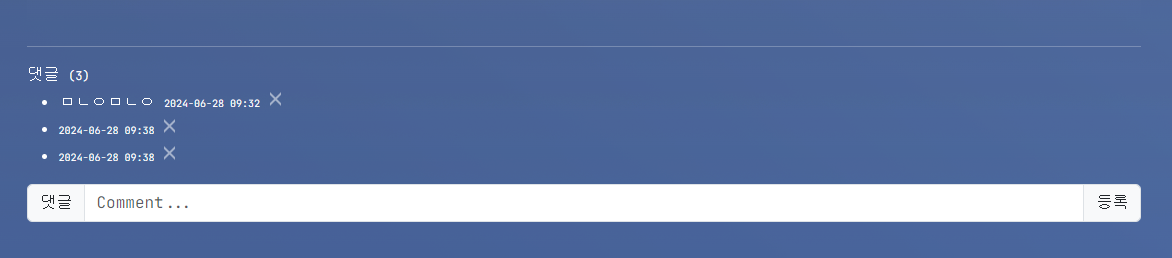 댓글 (3)
ㅁㄴㅇㅁㄴㅇ 2024-06-28 09:32 ×
2024-06-28 09:38 ×
2024-06-28 09:38 ×
댓글 Comment... 등록